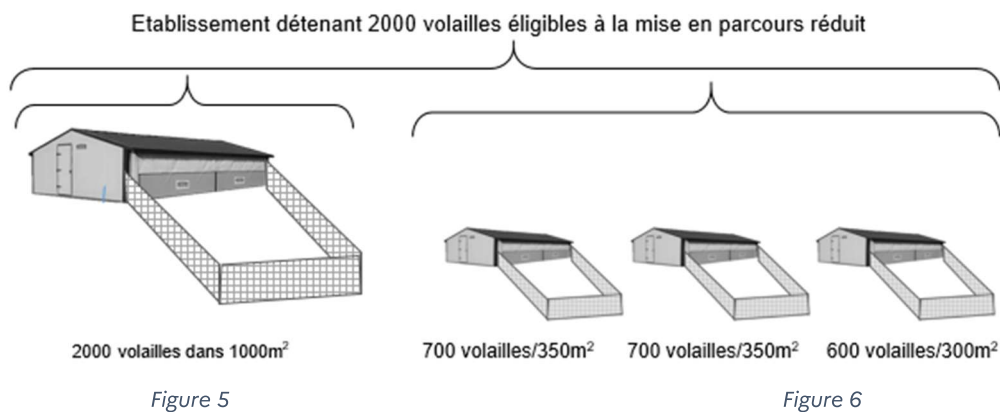 Etablissement détenant 2000 volailles éligibles à la mise en parcours réduit
2000 volailles dans 1000m²
700 volailles/350m²
700 volailles/350m²
600 volailles/300m²
Figure 5
Figure 6